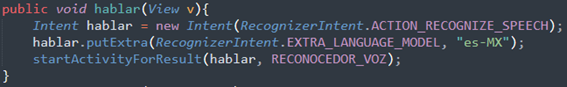 public void hablar(View v){
Intent hablar = new Intent(RecognizerIntent.ACTION_RECOGNIZE_SPEECH);
hablar.putExtra(RecognizerIntent.EXTRA_LANGUAGE_MODEL, "es-MX");
startActivityForResult(hablar, RECONOCEDOR_VOZ);
}